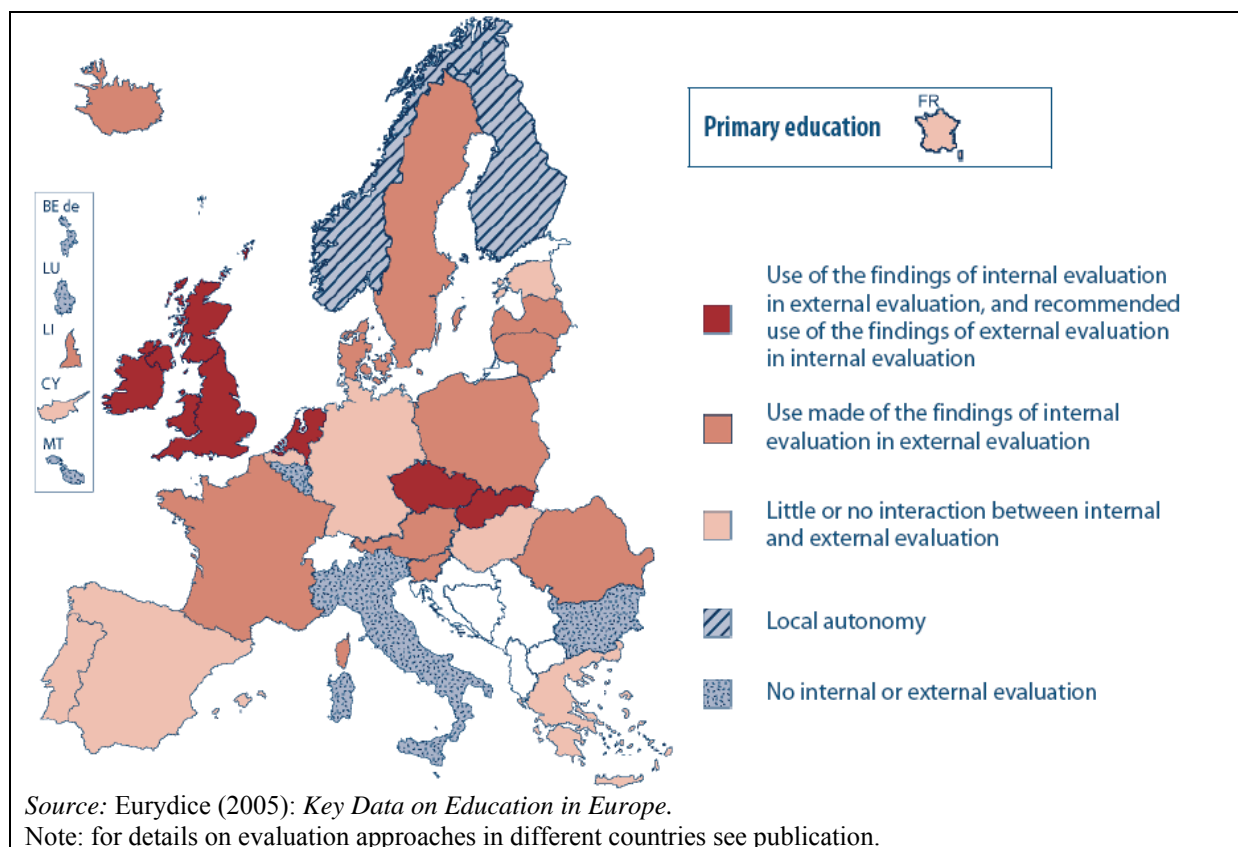 FR
Primary education
BE de
LU
LI
CY
MT
Use of the findings of internal evaluation
in external evaluation, and recommended
use of the findings of external evaluation
in internal evaluation
Use made of the findings of internal
evaluation in external evaluation
Little or no interaction between internal
and external evaluation
Local autonomy
No internal or external evaluation
Source: Eurydice (2005): Key Data on Education in Europe.
Note: for details on evaluation approaches in different countries see publication.